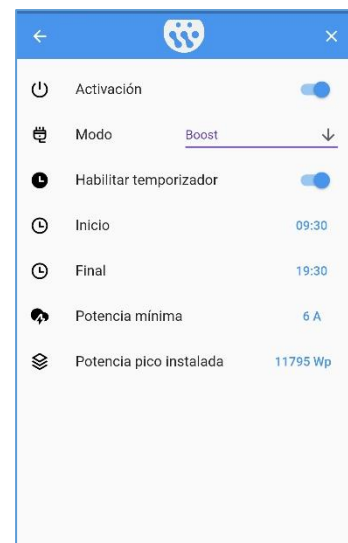 Activación
Modo Boost
Habilitar temporizador
Inicio 09:30
Final 19:30
Potencia mínima 6 A
Potencia pico instalada 11795 Wp